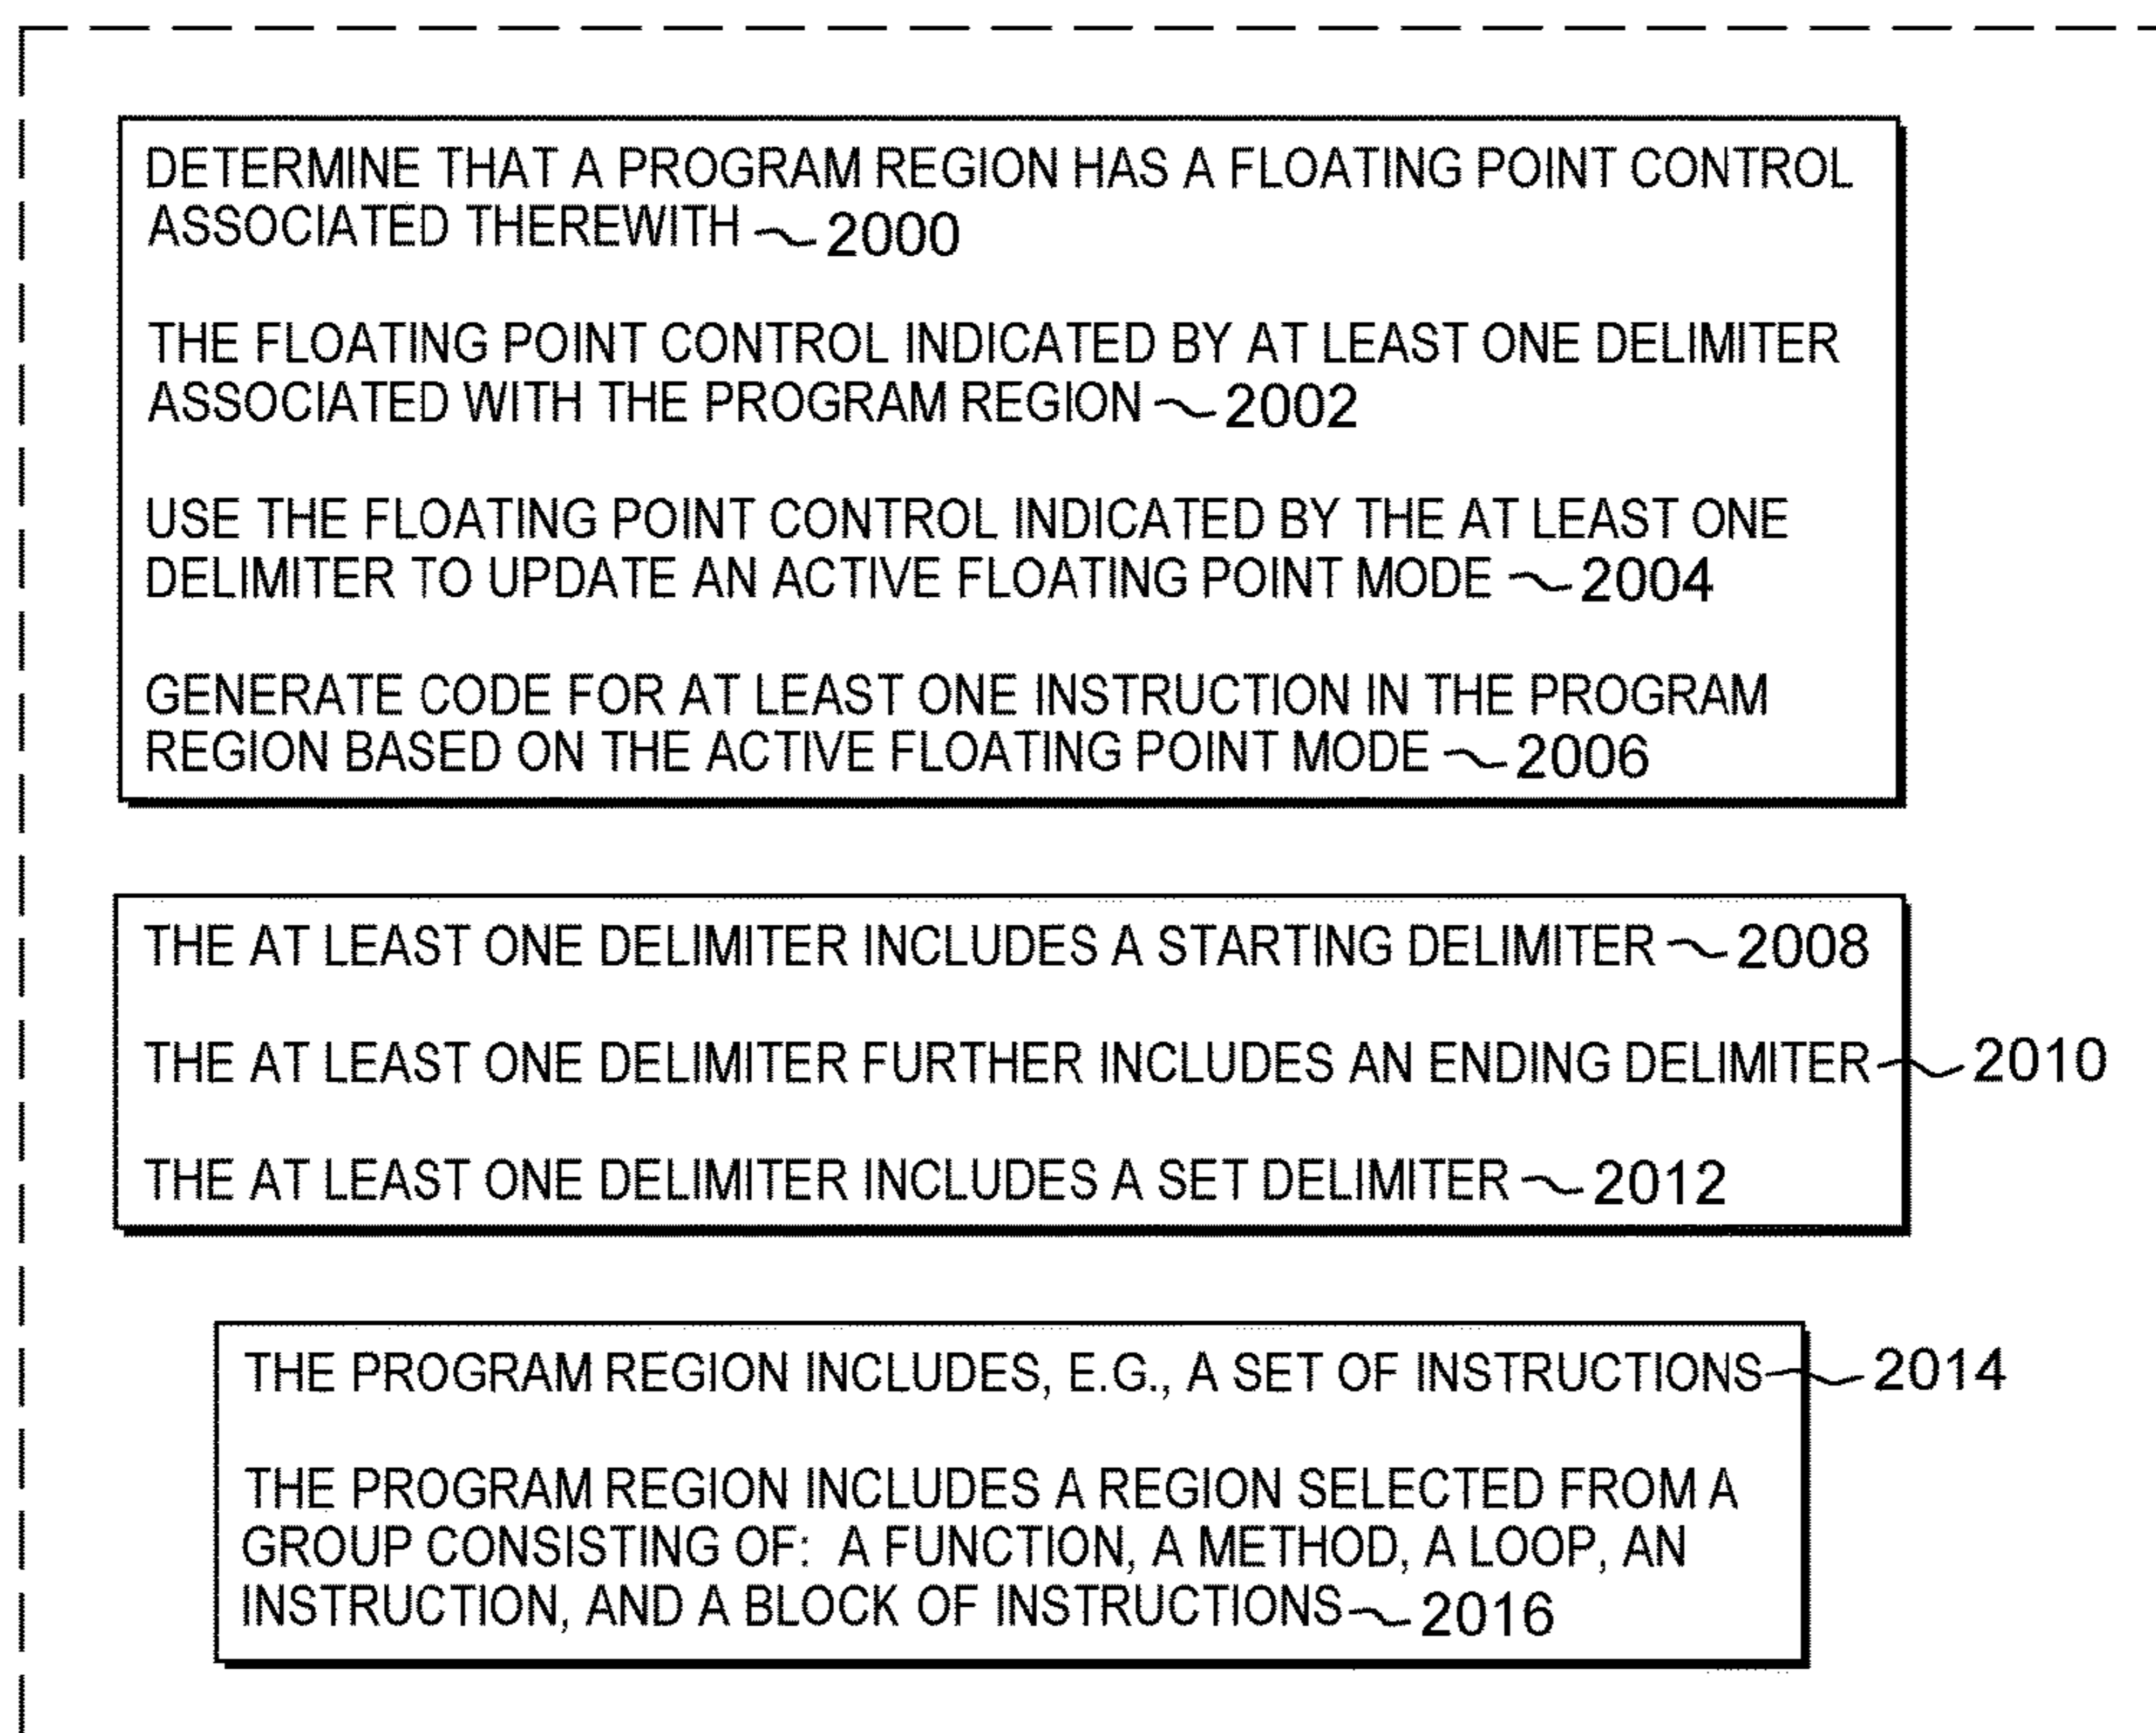 DETERMINE THAT A PROGRAM REGION HAS A FLOATING POINT CONTROL
ASSOCIATED THEREWITH 2000
THE FLOATING POINT CONTROL INDICATED BY AT LEAST ONE DELIMITER
ASSOCIATED WITH THE PROGRAM REGION 2002
USE THE FLOATING POINT CONTROL INDICATED BY THE AT LEAST ONE
DELIMITER TO UPDATE AN ACTIVE FLOATING POINT MODE 2004
GENERATE CODE FOR AT LEAST ONE INSTRUCTION IN THE PROGRAM
REGION BASED ON THE ACTIVE FLOATING POINT MODE 2006
THE AT LEAST ONE DELIMITER INCLUDES A STARTING DELIMITER 2008
THE AT LEAST ONE DELIMITER FURTHER INCLUDES AN ENDING DELIMITER 2010
THE AT LEAST ONE DELIMITER INCLUDES A SET DELIMITER 2012
THE PROGRAM REGION INCLUDES, E.G., A SET OF INSTRUCTIONS 2014
THE PROGRAM REGION INCLUDES A REGION SELECTED FROM A
GROUP CONSISTING OF: A FUNCTION, A METHOD, A LOOP, AN
INSTRUCTION, AND A BLOCK OF INSTRUCTIONS 2016